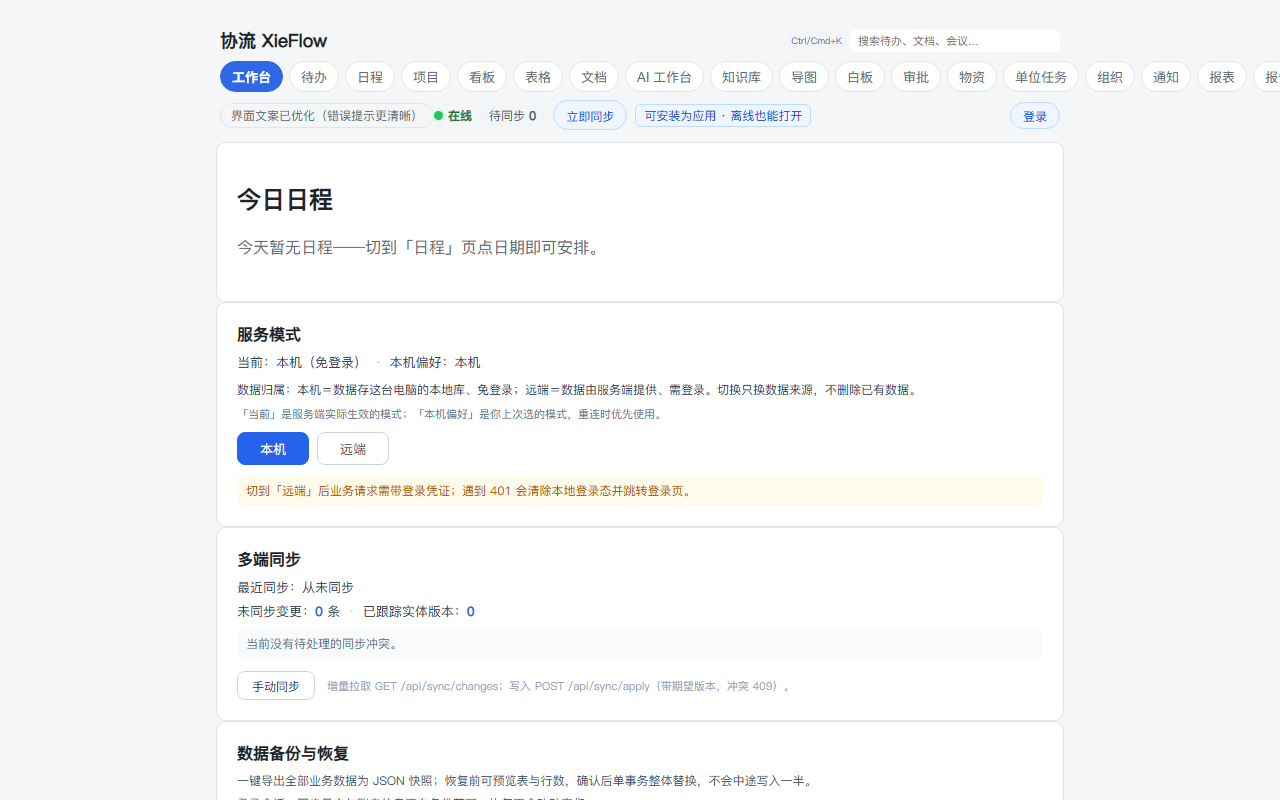 协流 XieFlow
Ctrl/Cmd+K 搜索待办、文档、会议…
工作台 待办 日程 项目 看板 表格 文档 AI 工作台 知识库 导图 白板 审批 物资 单位任务 组织 通知 报表
界面文案已优化（错误提示更清晰） 在线 待同步 0 立即同步 可安装为应用 · 离线也能打开 登录
今日日程
今天暂无日程——切到「日程」页点日期即可安排。
服务模式
当前：本机（免登录） · 本机偏好：本机
数据归属：本机＝数据存这台电脑的本地库、免登录；远端＝数据由服务端提供、需登录。切换只换数据来源，不删除已有数据。
「当前」是服务端实际生效的模式；「本机偏好」是你上次选的模式，重连时优先使用。
本机 远端
切到「远端」后业务请求需带登录凭证；遇到 401 会清除本地登录态并跳转登录页。
多端同步
最近同步：从未同步
未同步变更：0 条 · 已跟踪实体版本：0
当前没有待处理的同步冲突。
手动同步 增量拉取 GET /api/sync/changes；写入 POST /api/sync/apply（带期望版本，冲突 409）。
数据备份与恢复
一键导出全部业务数据为 JSON 快照；恢复前可预览表与行数，确认后单事务整体替换，不会中途写入一半。